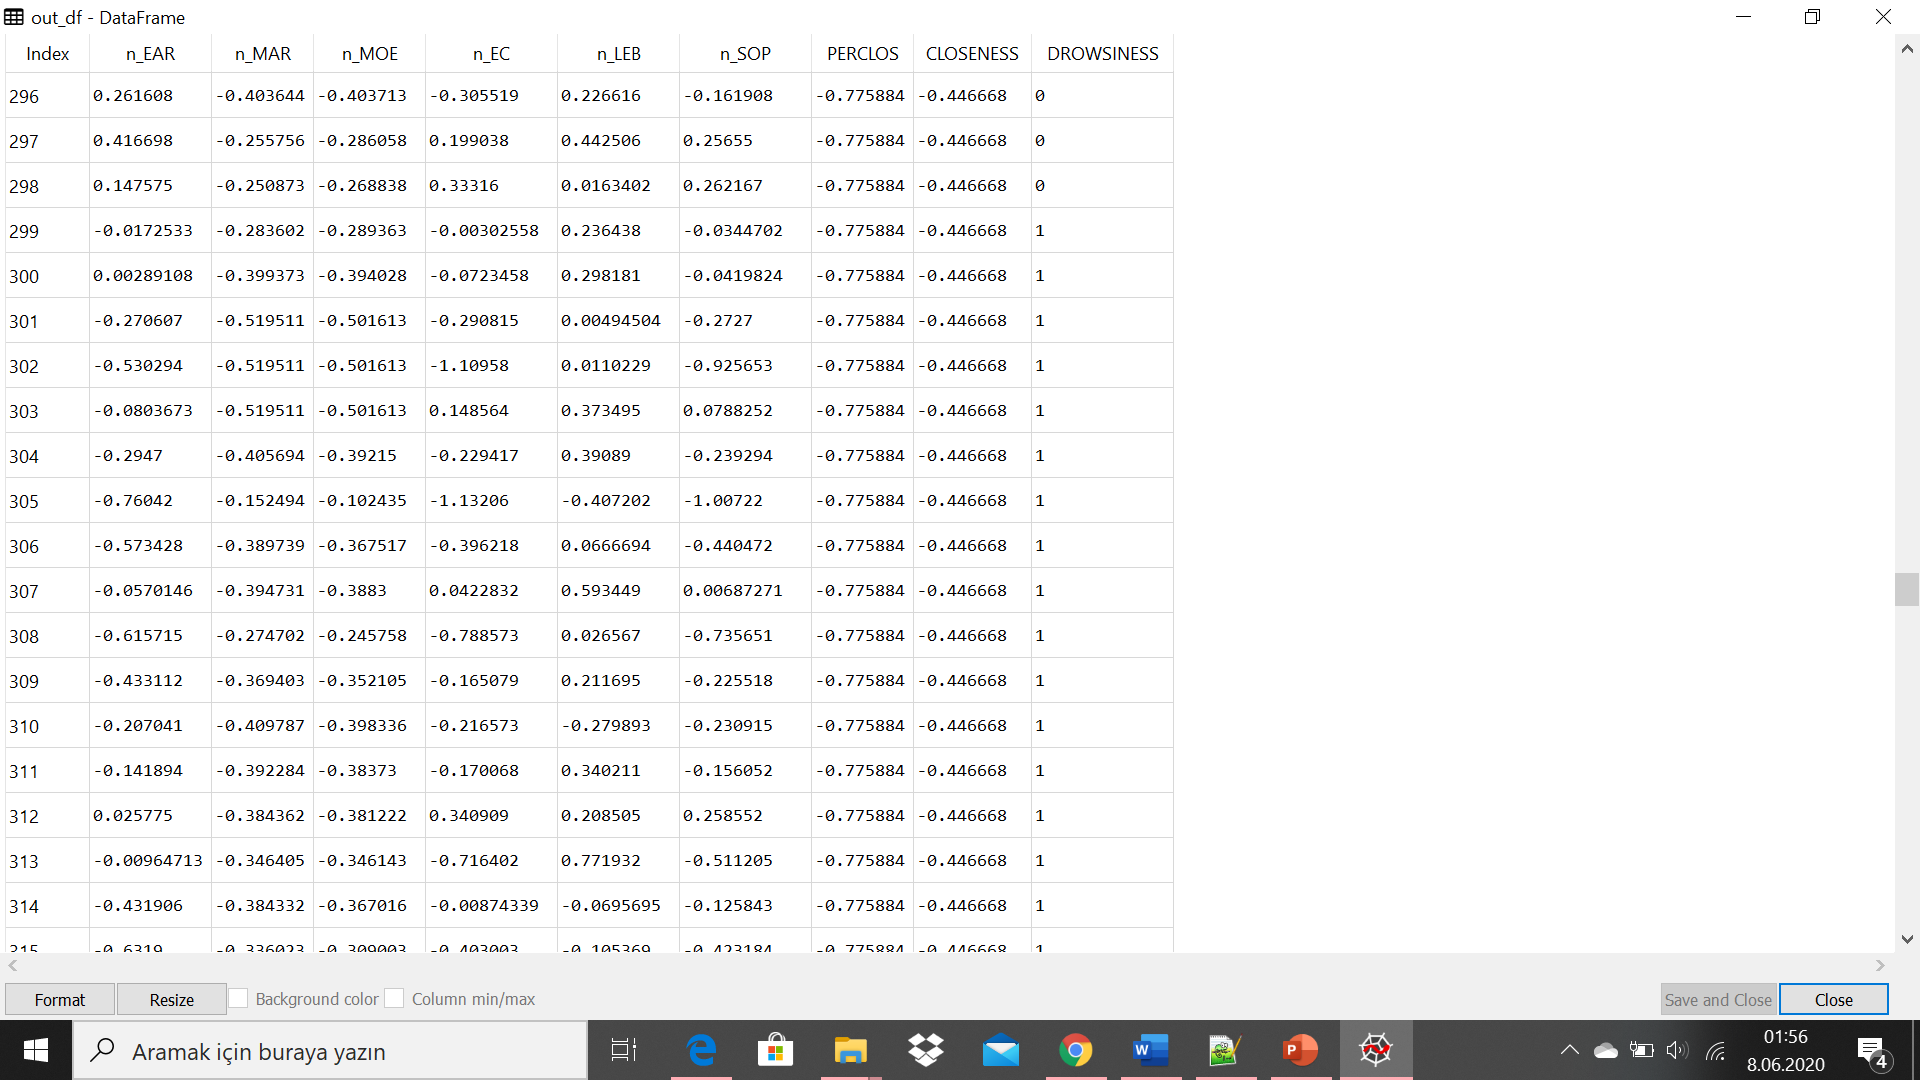 out_df - DataFrame
Index n_EAR n_MAR n_MOE n_EC n_LEB n_SOP PERCLOS CLOSENESS DROWSINESS
296 0.261608 -0.403644 -0.403713 -0.305519 0.226616 -0.161908 -0.775884 -0.446668 0
297 0.416698 -0.255756 -0.286058 0.199038 0.442506 0.25655 -0.775884 -0.446668 0
298 0.147575 -0.250873 -0.268838 0.33316 0.0163402 0.262167 -0.775884 -0.446668 0
299 -0.0172533 -0.283602 -0.289363 -0.00302558 0.236438 -0.0344702 -0.775884 -0.446668 1
300 0.00289108 -0.399373 -0.394028 -0.0723458 0.298181 -0.0419824 -0.775884 -0.446668 1
301 -0.270607 -0.519511 -0.501613 -0.290815 0.00494504 -0.2727 -0.775884 -0.446668 1
302 -0.530294 -0.519511 -0.501613 -1.10958 0.0110229 -0.925653 -0.775884 -0.446668 1
303 -0.0803673 -0.519511 -0.501613 0.148564 0.373495 0.0788252 -0.775884 -0.446668 1
304 -0.2947 -0.405694 -0.39215 -0.229417 0.39089 -0.239294 -0.775884 -0.446668 1
305 -0.76042 -0.152494 -0.102435 -1.13206 -0.407202 -1.00722 -0.775884 -0.446668 1
306 -0.573428 -0.389739 -0.367517 -0.396218 0.0666694 -0.440472 -0.775884 -0.446668 1
307 -0.0570146 -0.394731 -0.3883 0.0422832 0.593449 0.00687271 -0.775884 -0.446668 1
308 -0.615715 -0.274702 -0.245758 -0.788573 0.026567 -0.735651 -0.775884 -0.446668 1
309 -0.433112 -0.369403 -0.352105 -0.165079 0.211695 -0.225518 -0.775884 -0.446668 1
310 -0.207041 -0.409787 -0.398336 -0.216573 -0.279893 -0.230915 -0.775884 -0.446668 1
311 -0.141894 -0.392284 -0.38373 -0.170068 0.340211 -0.156052 -0.775884 -0.446668 1
312 0.025775 -0.384362 -0.381222 0.340909 0.208505 0.258552 -0.775884 -0.446668 1
313 -0.00964713 -0.346405 -0.346143 -0.716402 0.771932 -0.511205 -0.775884 -0.446668 1
314 -0.431906 -0.384332 -0.367016 -0.00874339 -0.0695695 -0.125843 -0.775884 -0.446668 1
315 -0.6319 -0.336023 -0.309003 -0.403003 -0.105369 -0.423184 -0.775884 -0.446668 1
Format Resize Background color Column min/max Save and Close Close
Aramak için buraya yazın
01:56
8.06.2020
4